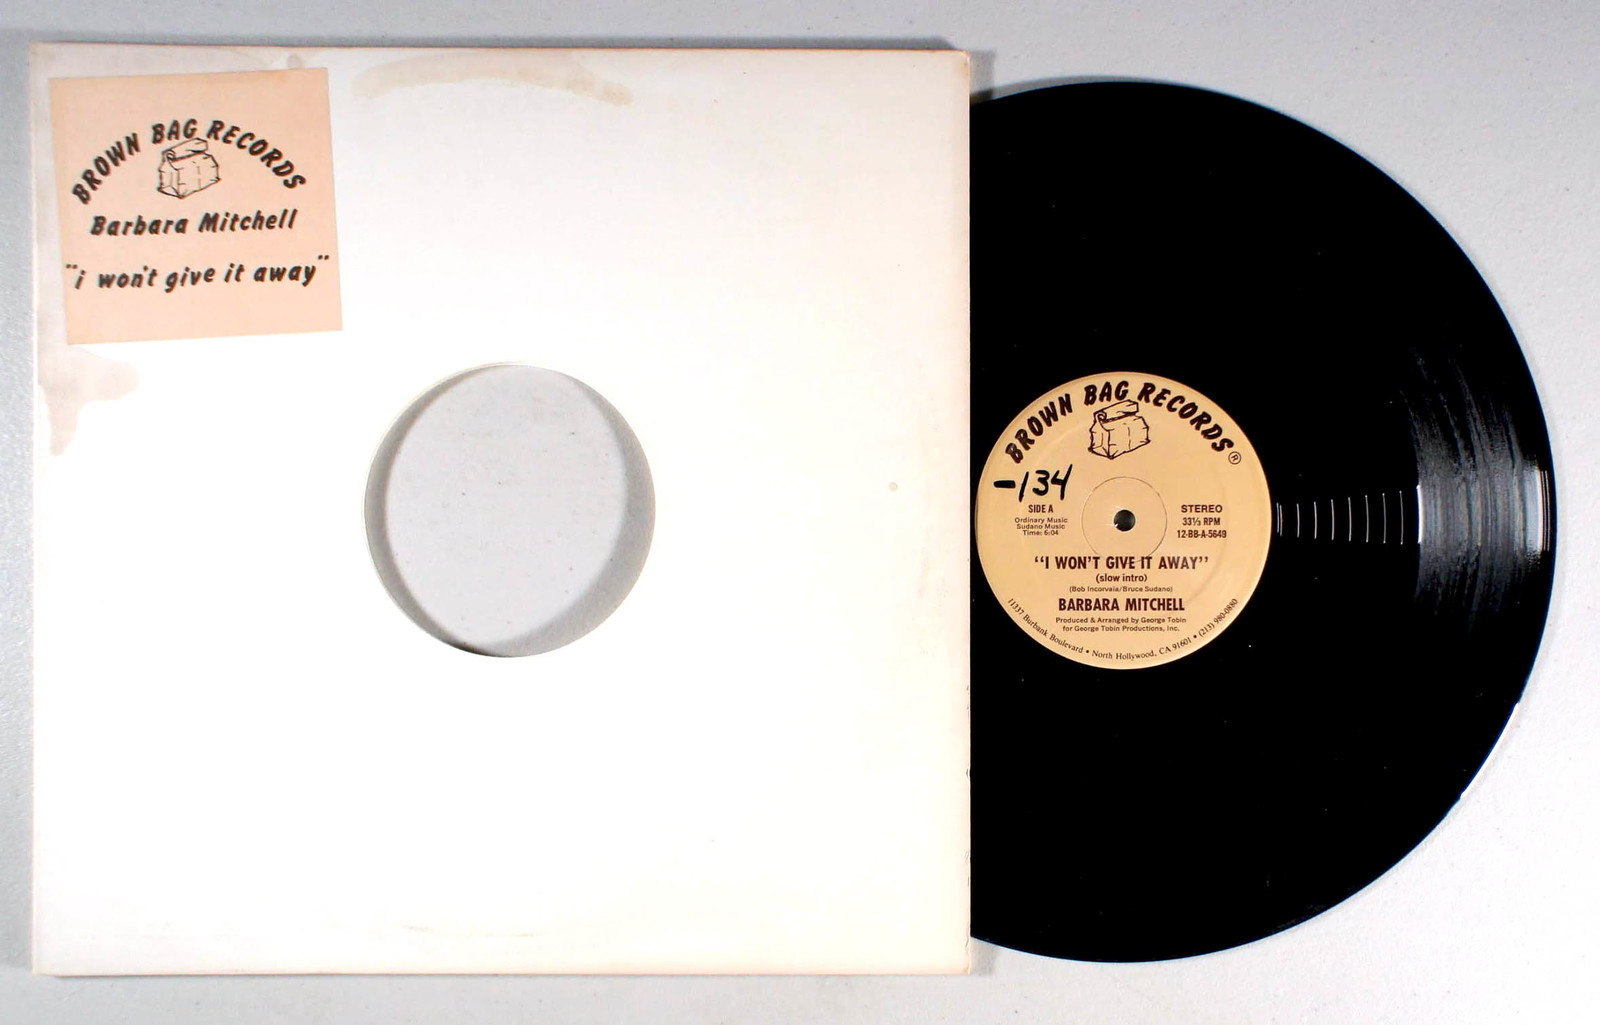 BROWN BAG RECORDS
Barbara Mitchell
"i won't give it away"
BROWN BAG RECORDS ®
-134
SIDE A
Ordinary Music
Sudano Music
Time: 6:04
STEREO
33⅓ RPM
12-BB-A-5649
"I WON'T GIVE IT AWAY"
(slow intro)
(Bob Incorvaia/Bruce Sudano)
BARBARA MITCHELL
Produced & Arranged by George Tobin
for George Tobin Productions, Inc.
11337 Burbank Boulevard • North Hollywood, CA 91601 • (213) 980-0880